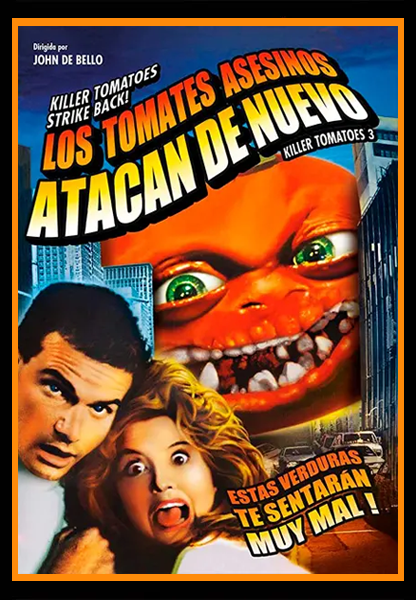 Dirigida por
JOHN DE BELLO
KILLER TOMATOES
STRIKE BACK!
LOS TOMATES ASESINOS
ATACAN DE NUEVO
KILLER TOMATOES 3
ESTAS VERDURAS
TE SENTARÁN
MUY MAL!